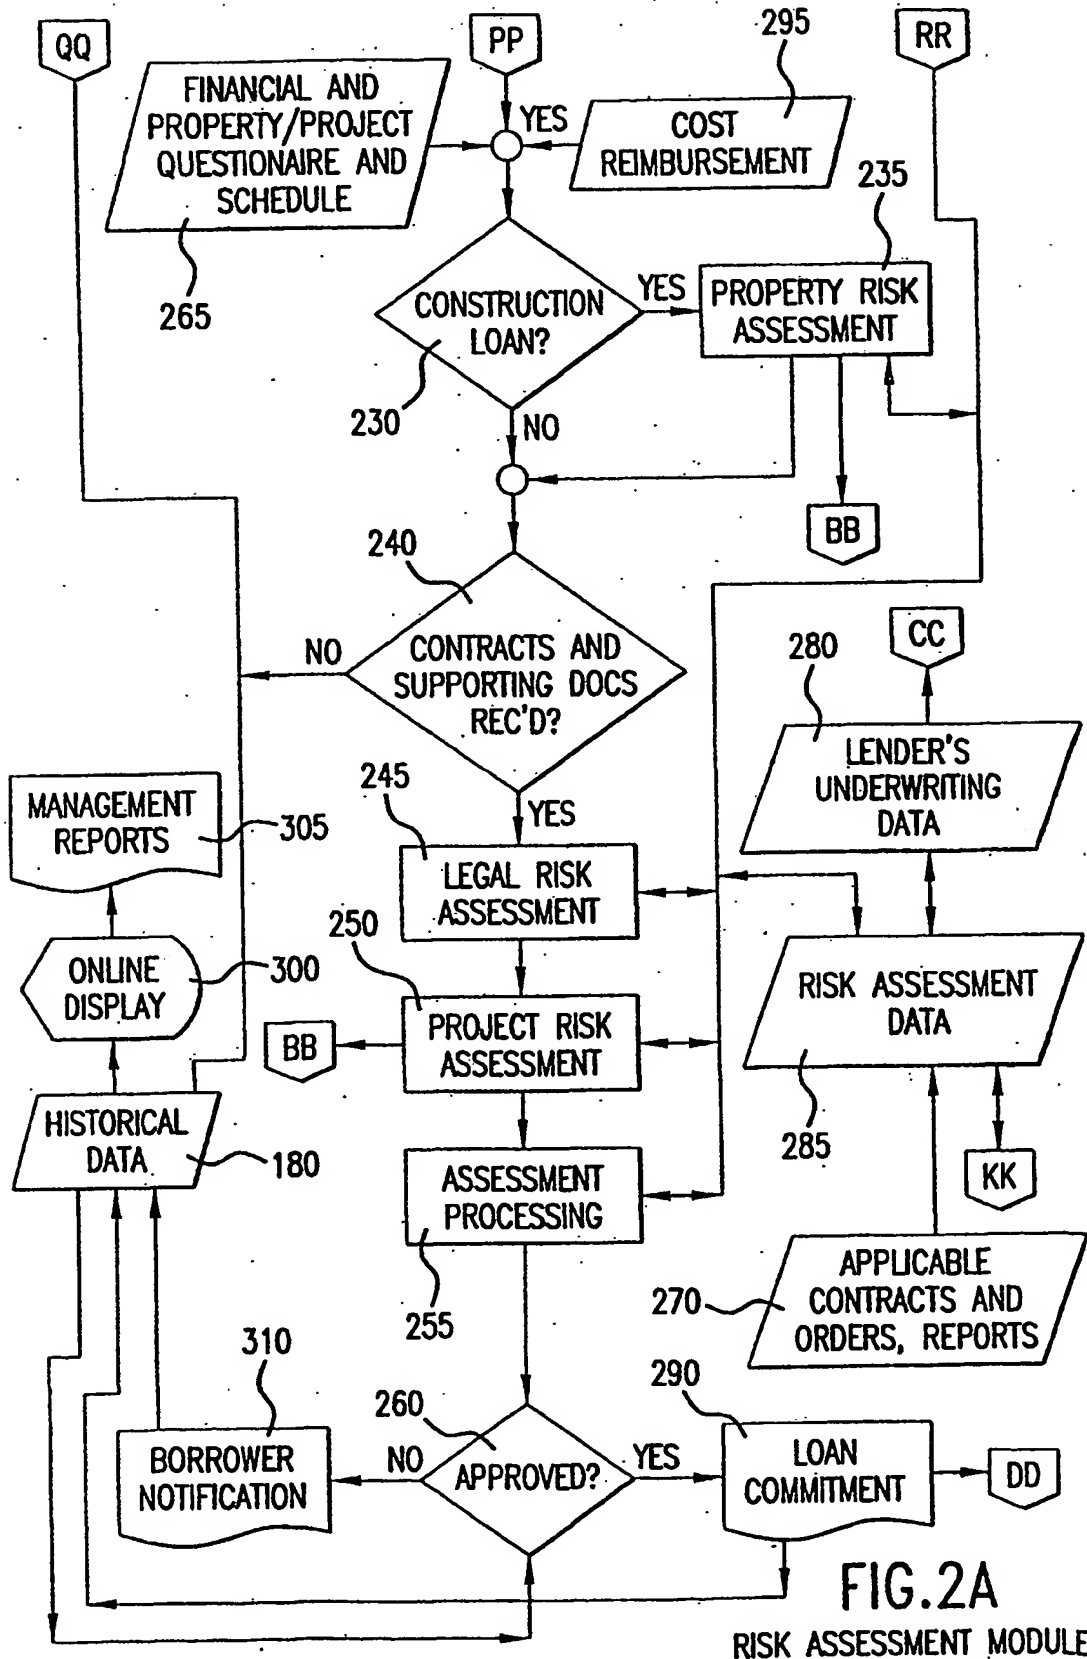 QQ
PP
295
RR
FINANCIAL AND
PROPERTY/PROJECT
QUESTIONAIRE AND
SCHEDULE
YES
COST
REIMBURSEMENT
265
235
CONSTRUCTION
LOAN?
YES
PROPERTY RISK
ASSESSMENT
230
NO
BB
240
NO
CONTRACTS AND
SUPPORTING DOCS
REC'D?
CC
280
LENDER'S
UNDERWRITING
DATA
MANAGEMENT
REPORTS
305
245
YES
LEGAL RISK
ASSESSMENT
250
ONLINE
DISPLAY
300
RISK ASSESSMENT
DATA
BB
PROJECT RISK
ASSESSMENT
285
KK
HISTORICAL
DATA
180
ASSESSMENT
PROCESSING
255
270
APPLICABLE
CONTRACTS AND
ORDERS, REPORTS
310
260
290
BORROWER
NOTIFICATION
NO
APPROVED?
YES
LOAN
COMMITMENT
DD
FIG.2A
RISK ASSESSMENT MODULE